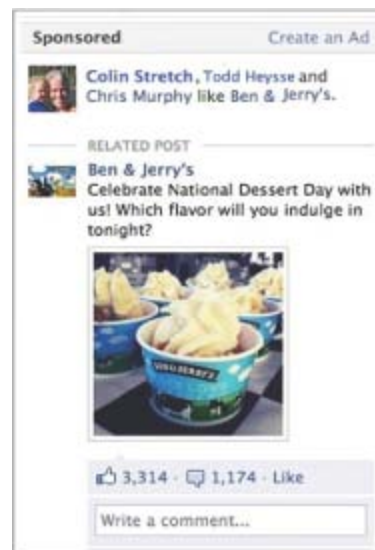 Sponsored Create an Ad
Colin Stretch, Todd Heysse and
Chris Murphy like Ben & Jerry's.
RELATED POST
Ben & Jerry's
Celebrate National Dessert Day with
us! Which flavor will you indulge in
tonight?
BEN & JERRY'S
3,314 · 1,174 · Like
Write a comment...